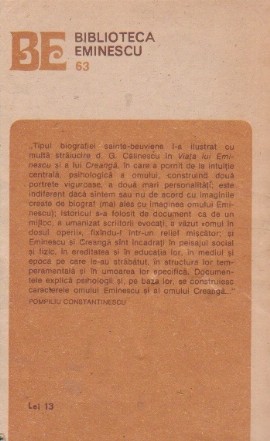 BE BIBLIOTECA
EMINESCU
63
„Tipul biografiei sainte-beuviene l-a ilustrat cu
multă strălucire d. G. Călinescu în Viața lui Emi-
nescu și a lui Creangă, în care a pornit de la intuiție
centrală, psihologică a omului, construind două
portrete viguroase, a două mari personalități; este
indiferent dacă sîntem sau nu de acord cu imaginile
create de biograf (mai ales cu imaginea omului Emi-
nescu); istoricul s-a folosit de document ca de un
mijloc, a umanizat scriitorii evocați, a văzut «omul în
dosul operii», fixîndu-l într-un relief mișcător; și
Eminescu și Creangă sînt încadrați în peisajul social
și fizic, în ereditatea și în educația lor, în mediul și
epoca pe care le-au străbătut, în structura lor tem-
peramentală și în umoarea lor specifică. Documen-
tele explică psihologii și, pe baza lor, se construiesc
caracterele omului Eminescu și al omului Creangă...”
POMPILIU CONSTANTINESCU
Lei 13